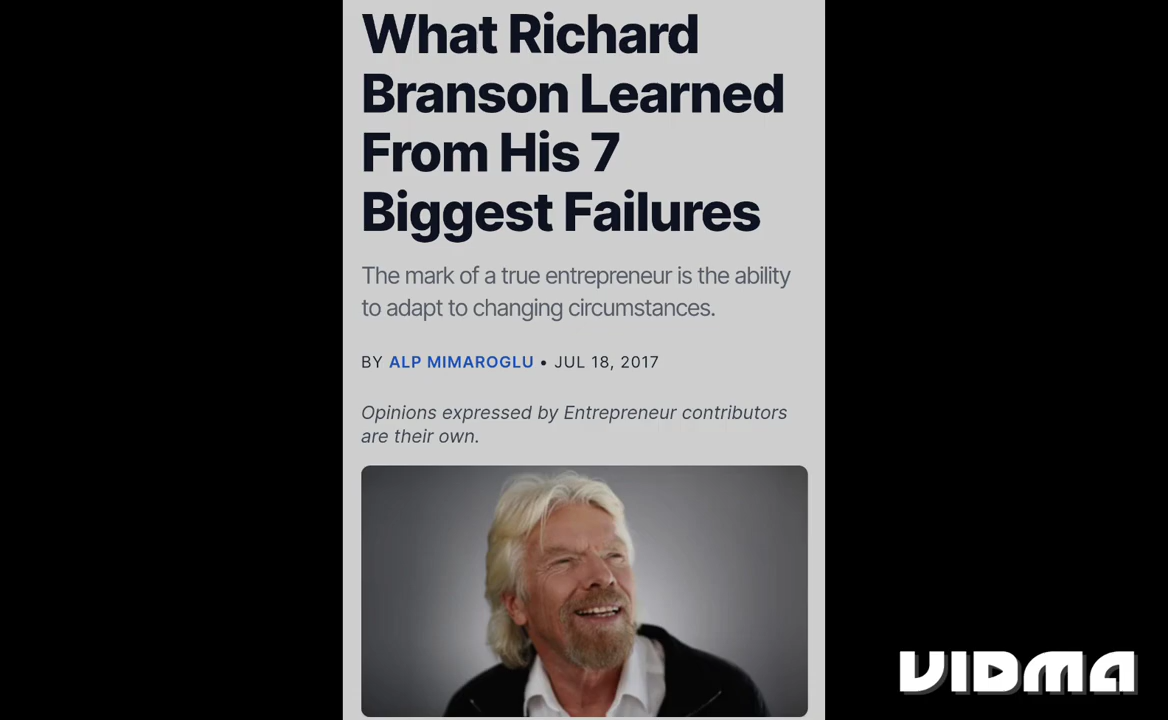 What Richard
Branson Learned
From His 7
Biggest Failures
The mark of a true entrepreneur is the ability
to adapt to changing circumstances.
BY ALP MIMAROGLU • JUL 18, 2017
Opinions expressed by Entrepreneur contributors
are their own.
VIDMA